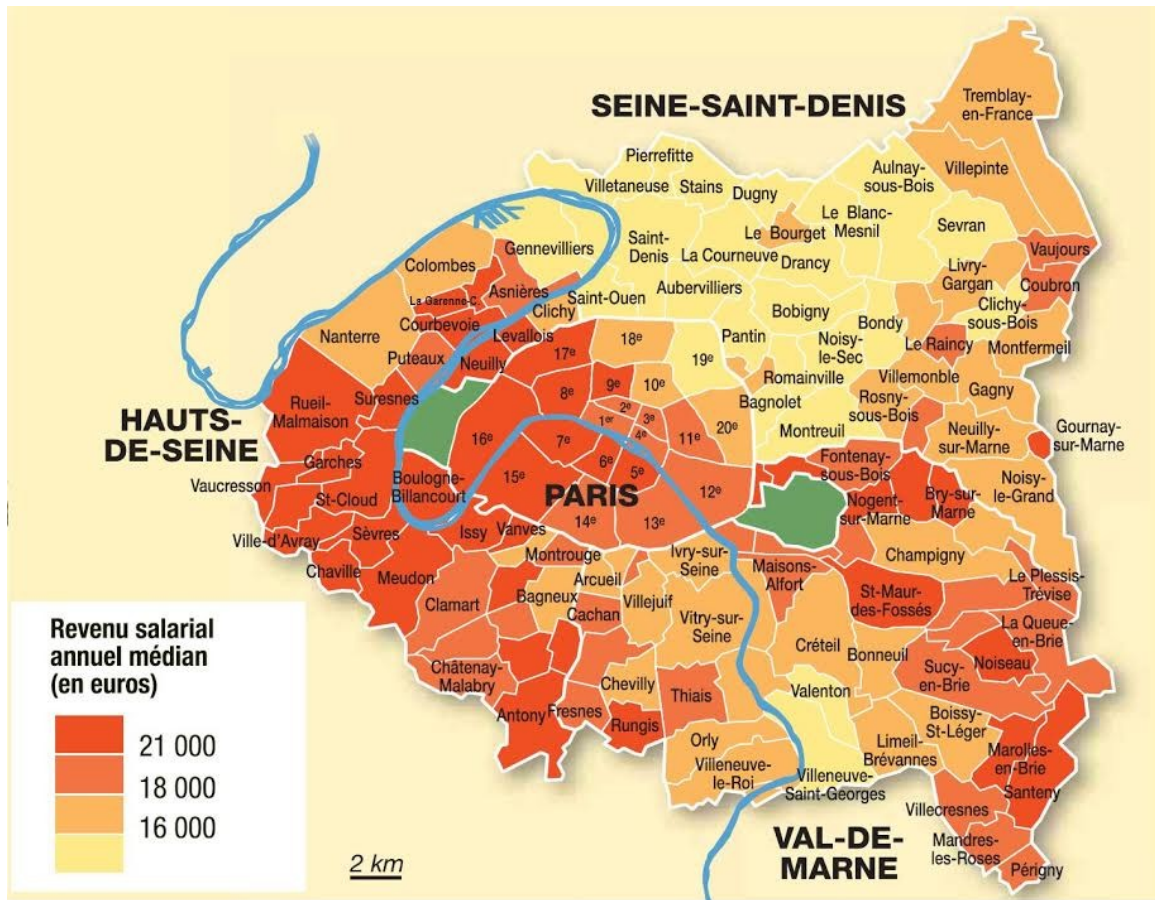 SEINE-SAINT-DENIS
Tremblay-
en-France
Pierrefitte
Villetaneuse
Stains
Dugny
Aulnay-
sous-Bois
Villepinte
Le Bourget
Le Blanc-
Mesnil
Sevran
Gennevilliers
Saint-
Denis
La Courneuve
Drancy
Vaujours
Colombes
Livry-
Gargan
Coubron
La Garenne-C.
Asnières
Clichy
Saint-Ouen
Aubervilliers
Bobigny
Clichy-
sous-Bois
Nanterre
Courbevoie
Levallois
Pantin
Noisy-
le-Sec
Bondy
Le Raincy
Montfermeil
Puteaux
Neuilly
17e
18e
19e
Romainville
Villemonble
Gagny
HAUTS-
DE-SEINE
Rueil-
Malmaison
Suresnes
8e
9e
10e
2e
3e
1er
4e
Bagnolet
Rosny-
sous-Bois
Neuilly-
sur-Marne
Gournay-
sur-Marne
16e
7e
11e
20e
Montreuil
Garches
Vaucresson
St-Cloud
Boulogne-
Billancourt
15e
6e
5e
PARIS
12e
Fontenay-
sous-Bois
Nogent-
sur-Marne
Bry-sur-
Marne
Noisy-
le-Grand
Ville-d'Avray
Sèvres
Issy
Vanves
14e
13e
Chaville
Meudon
Montrouge
Ivry-sur-
Seine
Maisons-
Alfort
Champigny
Clamart
Bagneux
Arcueil
Cachan
Villejuif
Vitry-sur-
Seine
St-Maur-
des-Fossés
Le Plessis-
Trévise
La Queue-
en-Brie
Châtenay-
Malabry
Créteil
Bonneuil
Sucy-
en-Brie
Noiseau
Antony
Fresnes
Chevilly
Rungis
Thiais
Valenton
Boissy-
St-Léger
Orly
Villeneuve-
le-Roi
Limeil-
Brévannes
Marolles-
en-Brie
Santeny
Villeneuve-
Saint-Georges
Villecresnes
Mandres-
les-Roses
Périgny
VAL-DE-
MARNE
Revenu salarial
annuel médian
(en euros)
21 000
18 000
16 000
2 km